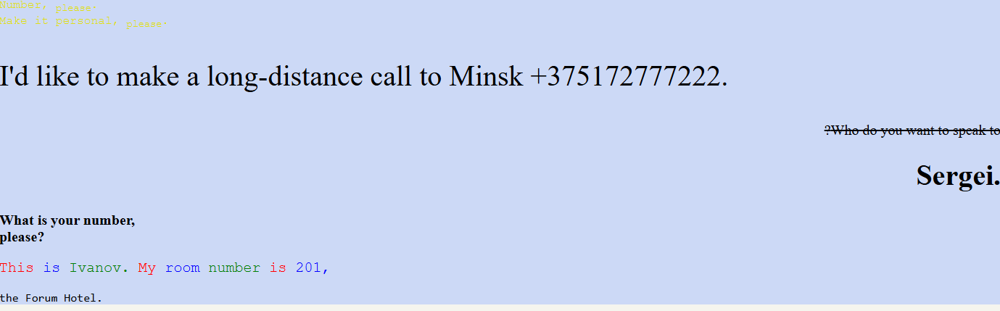 Number, please.
Make it personal, please.
I'd like to make a long-distance call to Minsk +375172777222.
?Who do you want to speak to
Sergei.
What is your number,
please?
This is Ivanov. My room number is 201,
the Forum Hotel.